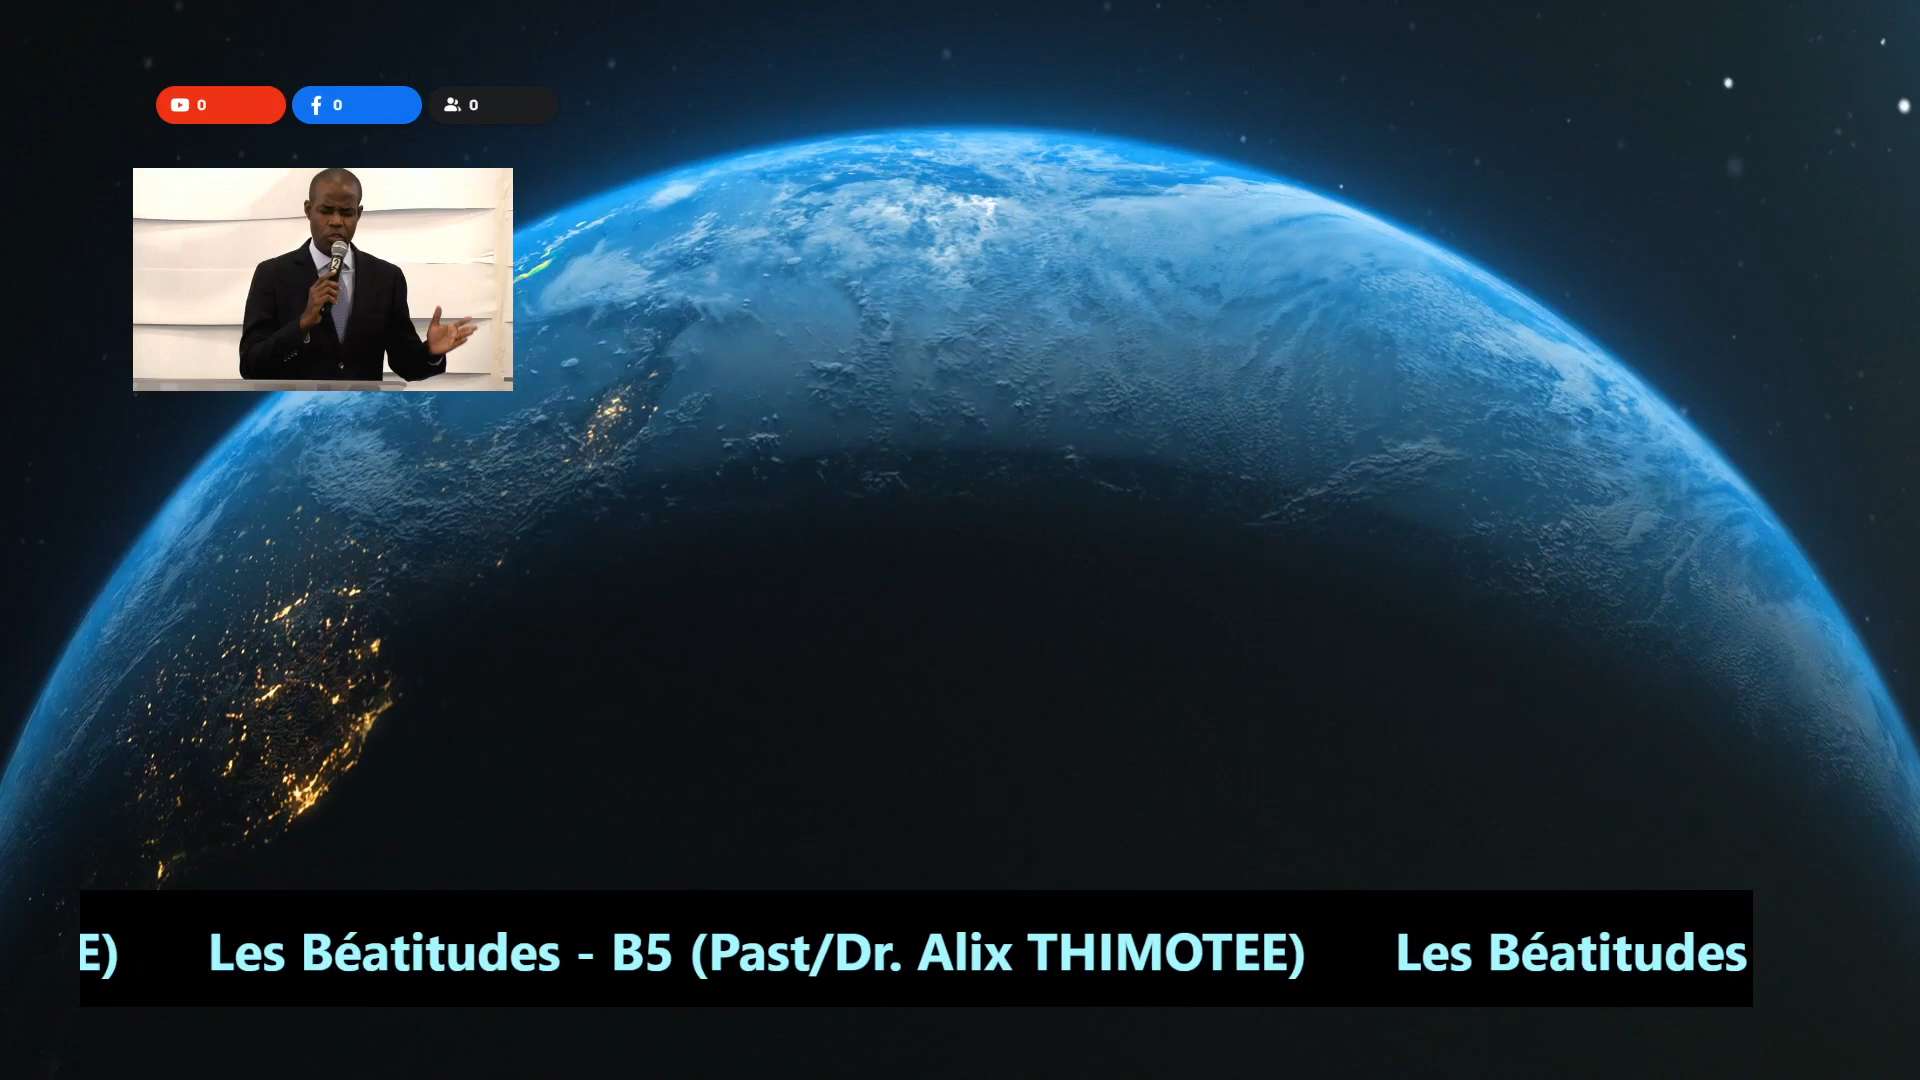 0 0 0
E) Les Béatitudes - B5 (Past/Dr. Alix THIMOTEE) Les Béatitudes